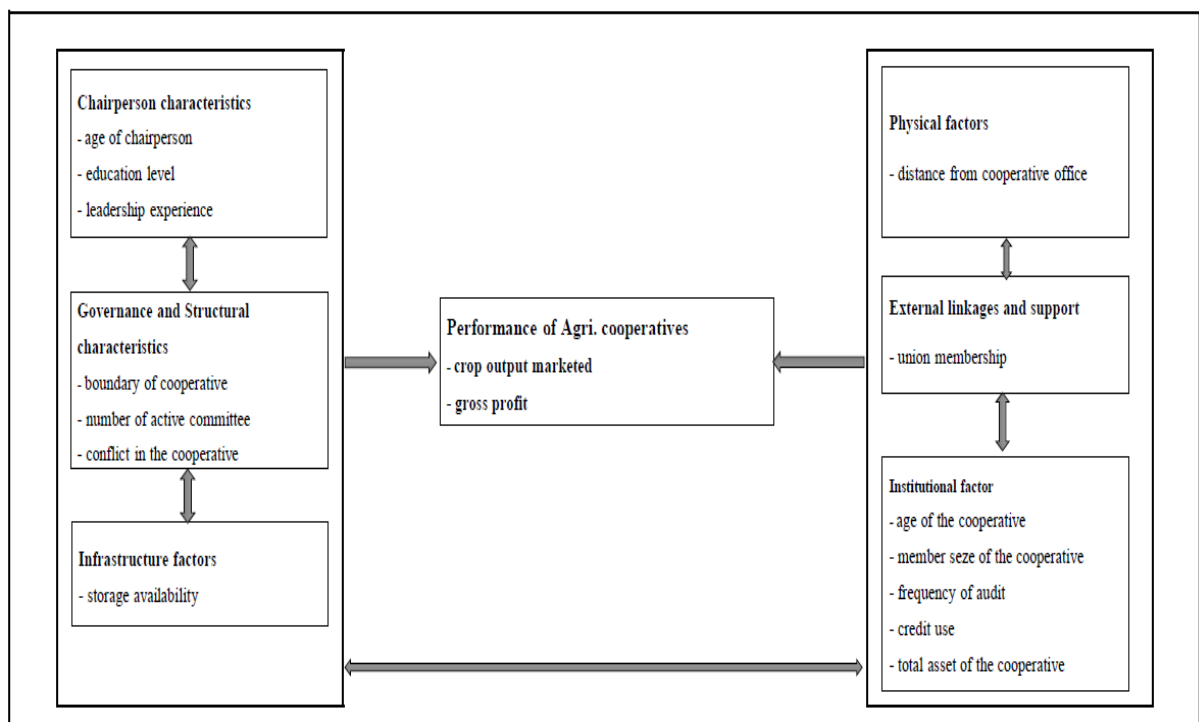 Chairperson characteristics
- age of chairperson
- education level
- leadership experience
Governance and Structural
characteristics
- boundary of cooperative
- number of active committee
- conflict in the cooperative
Infrastructure factors
- storage availability
Performance of Agri. cooperatives
- crop output marketed
- gross profit
Physical factors
- distance from cooperative office
External linkages and support
- union membership
Institutional factor
- age of the cooperative
- member seze of the cooperative
- frequency of audit
- credit use
- total asset of the cooperative